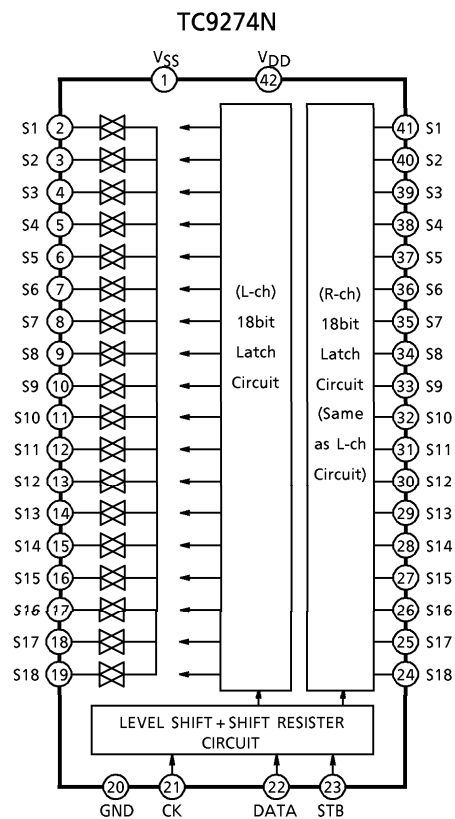 TC9274N
VSS VDD
1 42
S1 2 41 S1
S2 3 40 S2
S3 4 39 S3
S4 5 38 S4
S5 6 37 S5
S6 7 36 S6
S7 8 35 S7
S8 9 34 S8
S9 10 33 S9
S10 11 32 S10
S11 12 31 S11
S12 13 30 S12
S13 14 29 S13
S14 15 28 S14
S15 16 27 S15
S16 17 26 S16
S17 18 25 S17
S18 19 24 S18
(L-ch)
18bit
Latch
Circuit
(R-ch)
18bit
Latch
Circuit
(Same
as L-ch
Circuit)
LEVEL SHIFT + SHIFT RESISTER
CIRCUIT
20 21 22 23
GND CK DATA STB